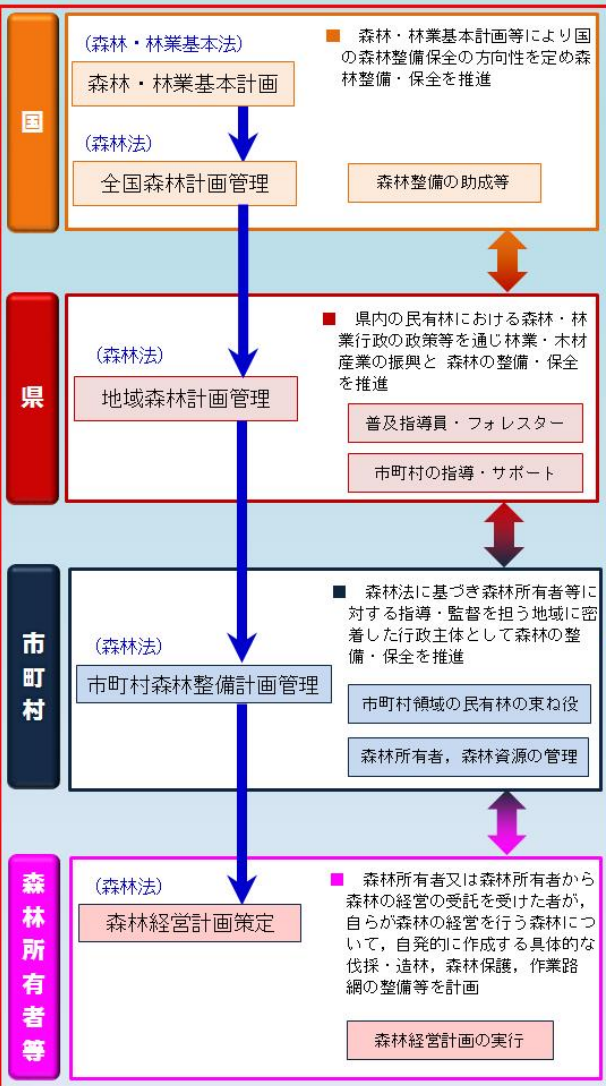 国
(森林・林業基本法)
森林・林業基本計画
(森林法)
全国森林計画管理
■ 森林・林業基本計画等により国
の森林整備保全の方向性を定め森
林整備・保全を推進
森林整備の助成等
県
(森林法)
地域森林計画管理
■ 県内の民有林における森林・林
業行政の政策等を通じ林業・木材
産業の振興と 森林の整備・保全
を推進
普及指導員・フォレスター
市町村の指導・サポート
市町村
(森林法)
市町村森林整備計画管理
■ 森林法に基づき森林所有者等に
対する指導・監督を担う地域に密
着した行政主体として森林の整
備・保全を推進
市町村領域の民有林の束ね役
森林所有者，森林資源の管理
森林所有者等
(森林法)
森林経営計画策定
■ 森林所有者又は森林所有者から
森林の経営の受託を受けた者が，
自らが森林の経営を行う森林につ
いて，自発的に作成する具体的な
伐採・造林，森林保護，作業路
網の整備等を計画
森林経営計画の実行